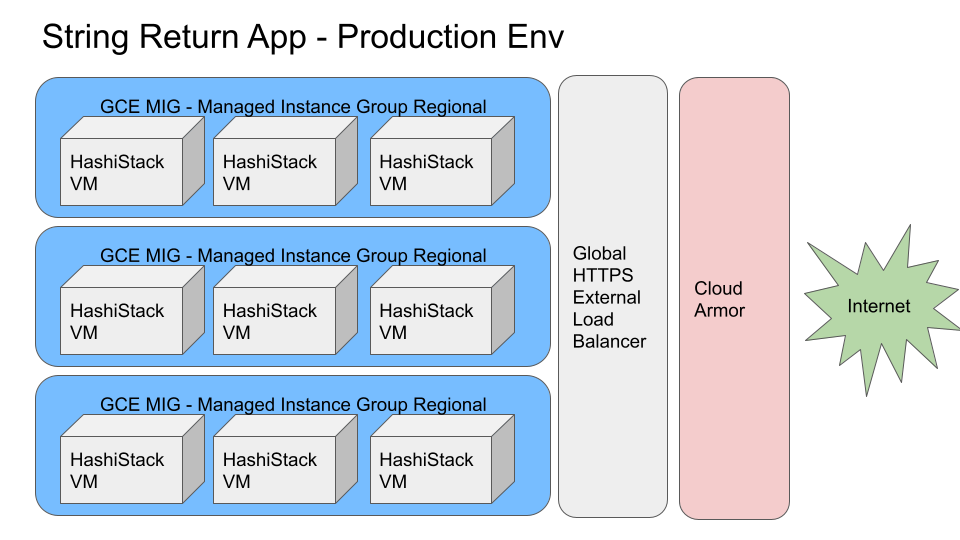 String Return App - Production Env
GCE MIG - Managed Instance Group Regional
HashiStack
VM
HashiStack
VM
HashiStack
VM
GCE MIG - Managed Instance Group Regional
HashiStack
VM
HashiStack
VM
HashiStack
VM
GCE MIG - Managed Instance Group Regional
HashiStack
VM
HashiStack
VM
HashiStack
VM
Global
HTTPS
External
Load
Balancer
Cloud
Armor
Internet